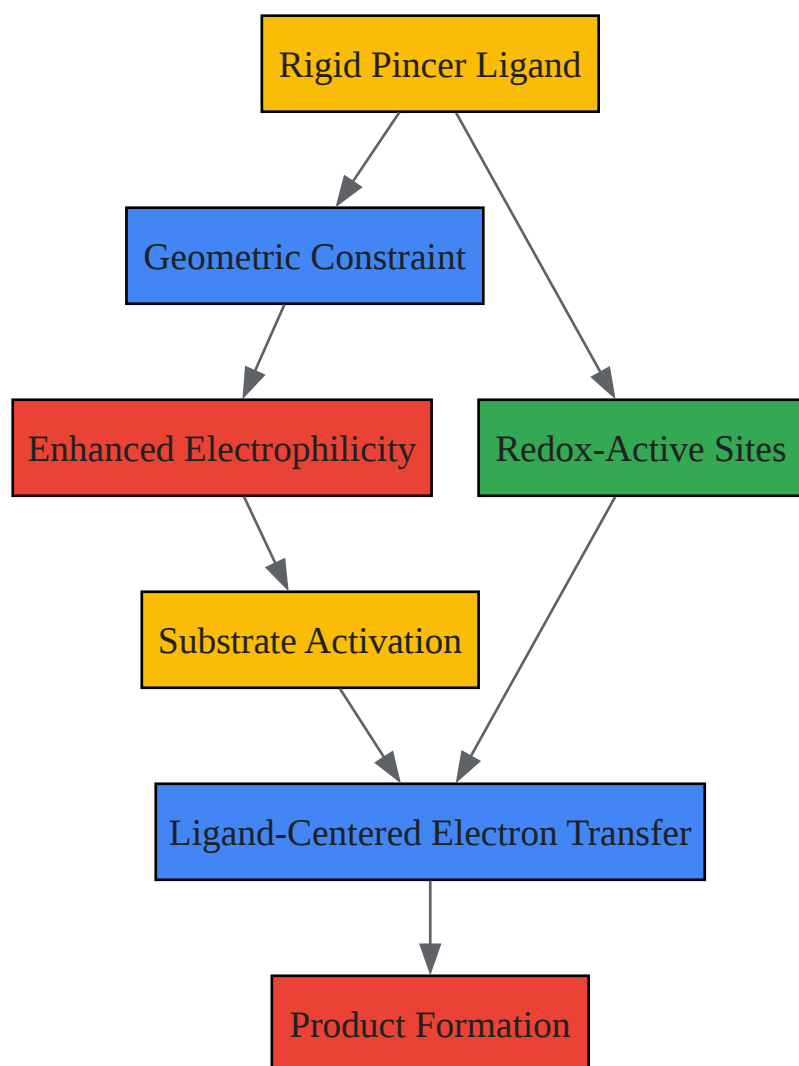 Rigid Pincer Ligand
Geometric Constraint
Enhanced Electrophilicity
Redox-Active Sites
Substrate Activation
Ligand-Centered Electron Transfer
Product Formation